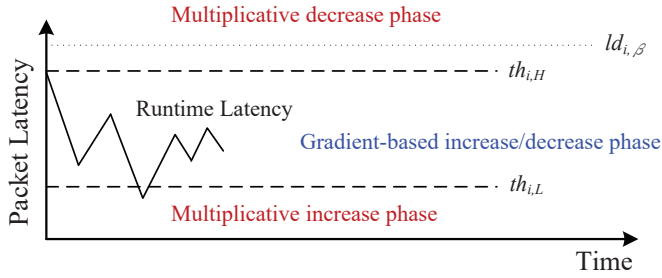 Multiplicative decrease phase
ld_{i,β}
th_{i,H}
Runtime Latency
Gradient-based increase/decrease phase
th_{i,L}
Multiplicative increase phase
Packet Latency
Time